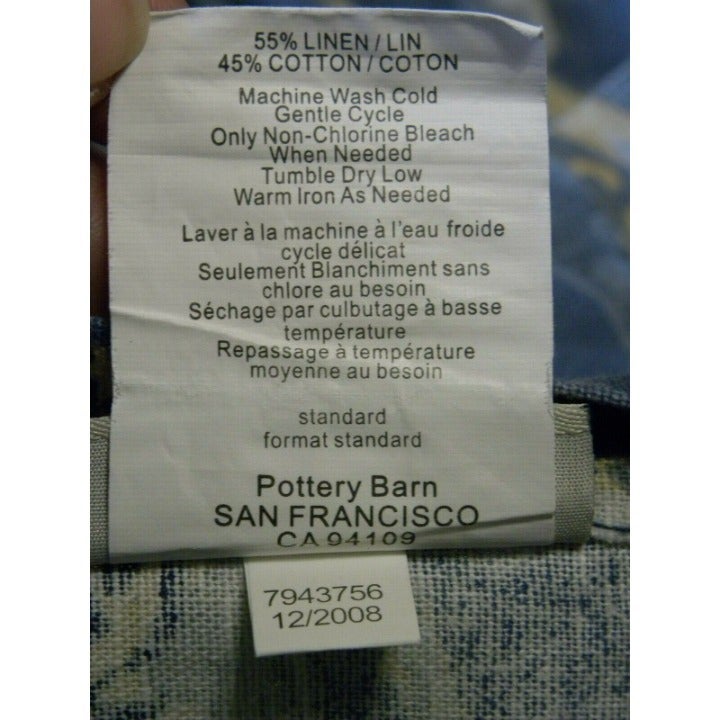 55% LINEN / LIN
45% COTTON / COTON
Machine Wash Cold
Gentle Cycle
Only Non-Chlorine Bleach
When Needed
Tumble Dry Low
Warm Iron As Needed
Laver à la machine à l'eau froide
cycle délicat
Seulement Blanchiment sans
chlore au besoin
Séchage par culbutage à basse
température
Repassage à température
moyenne au besoin
standard
format standard
Pottery Barn
SAN FRANCISCO
CA 94109
7943756
12/2008